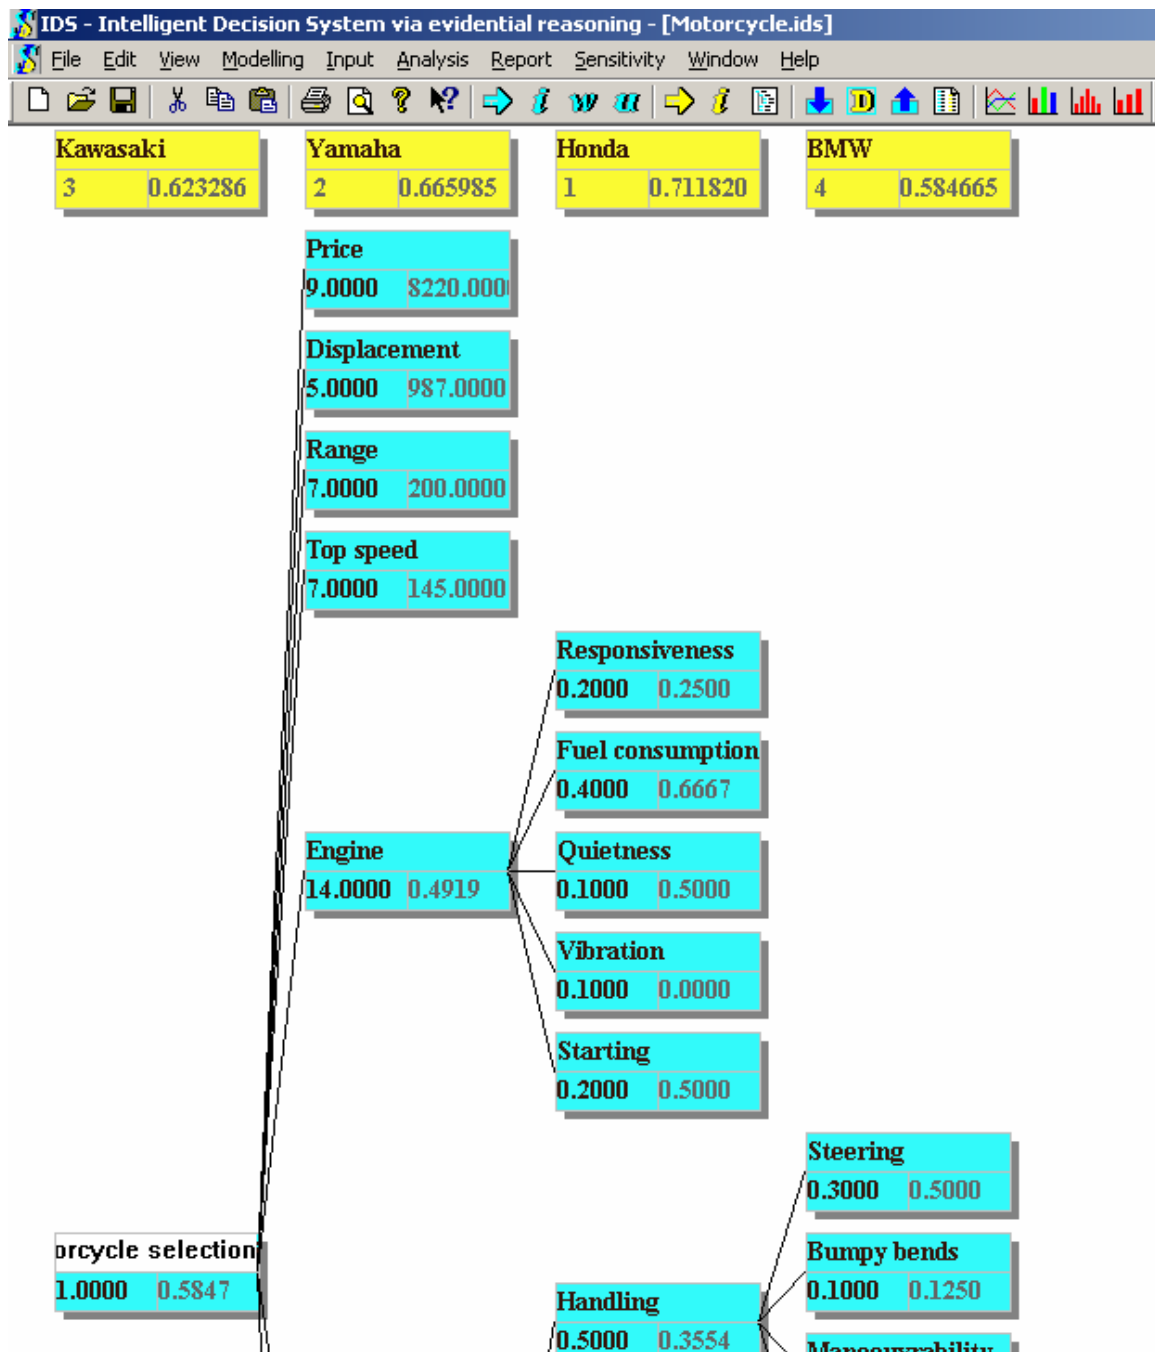 IDS - Intelligent Decision System via evidential reasoning - [Motorcycle.ids]
File Edit View Modelling Input Analysis Report Sensitivity Window Help
Kawasaki
3 0.623286
Yamaha
2 0.665985
Honda
1 0.711820
BMW
4 0.584665
Price
9.0000 8220.000
Displacement
5.0000 987.0000
Range
7.0000 200.0000
Top speed
7.0000 145.0000
Engine
14.0000 0.4919
Responsiveness
0.2000 0.2500
Fuel consumption
0.4000 0.6667
Quietness
0.1000 0.5000
Vibration
0.1000 0.0000
Starting
0.2000 0.5000
orcycle selection
1.0000 0.5847
Handling
0.5000 0.3554
Steering
0.3000 0.5000
Bumpy bends
0.1000 0.1250
Manoeuvrability